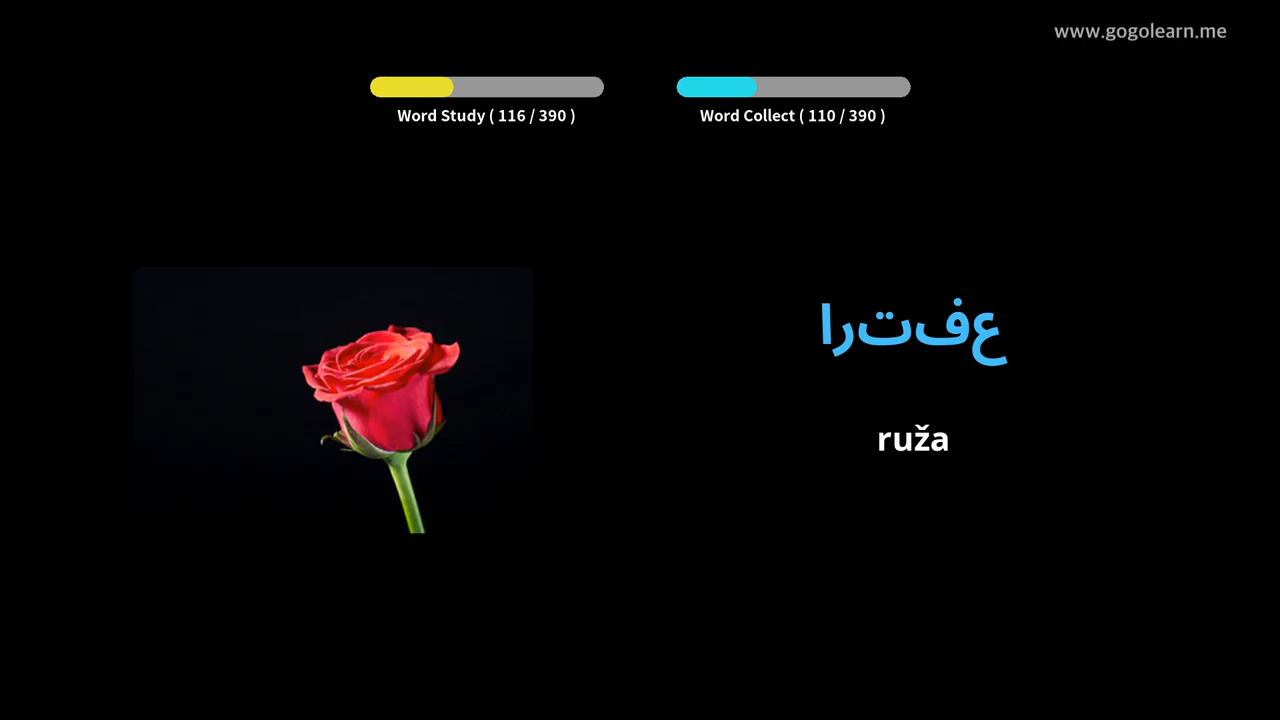 www.gogolearn.me
Word Study ( 116 / 390 )
Word Collect ( 110 / 390 )
ارتفع
ruža